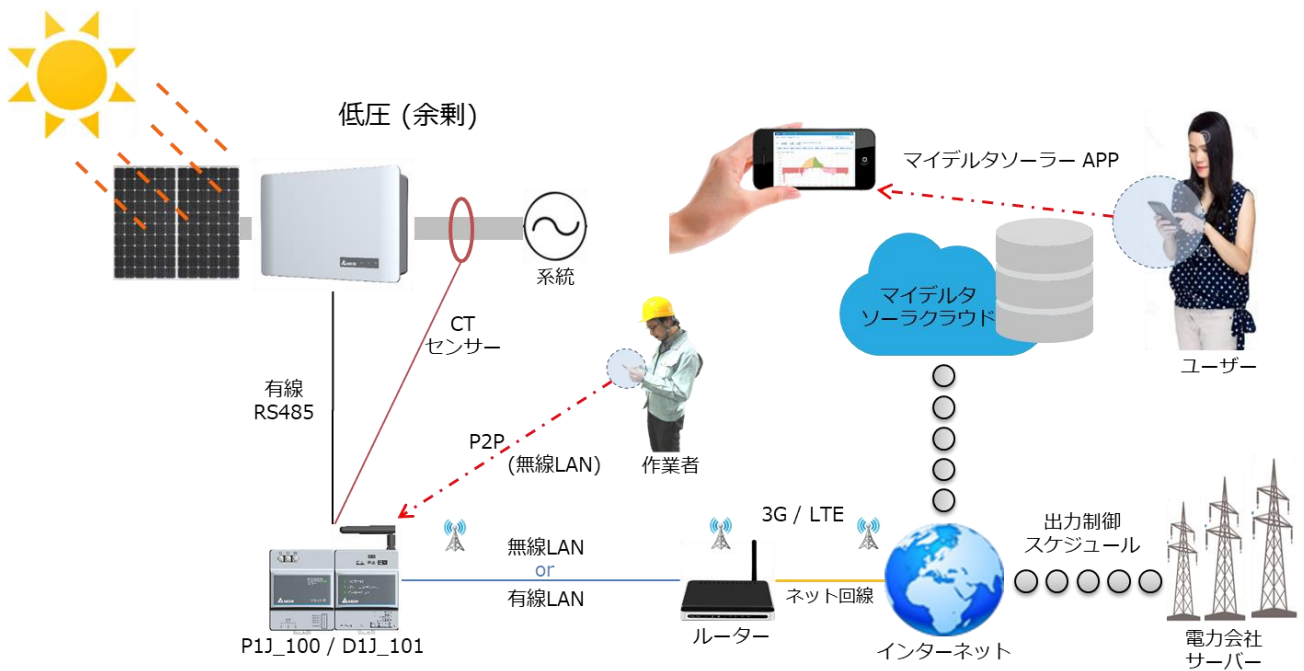 低圧 (余剰)
マイデルタソーラー APP
系統
マイデルタ
ソーラクラウド
CT
センサー
ユーザー
有線
RS485
P2P
(無線LAN)
作業者
3G / LTE
出力制御
スケジュール
無線LAN
or
有線LAN
ネット回線
ルーター
インターネット
P1J_100 / D1J_101
電力会社
サーバー